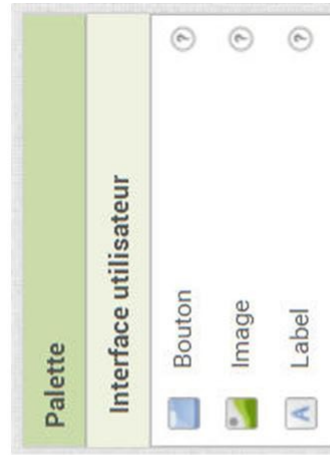 Palette
Interface utilisateur
Bouton ?
Image ?
A Label ?